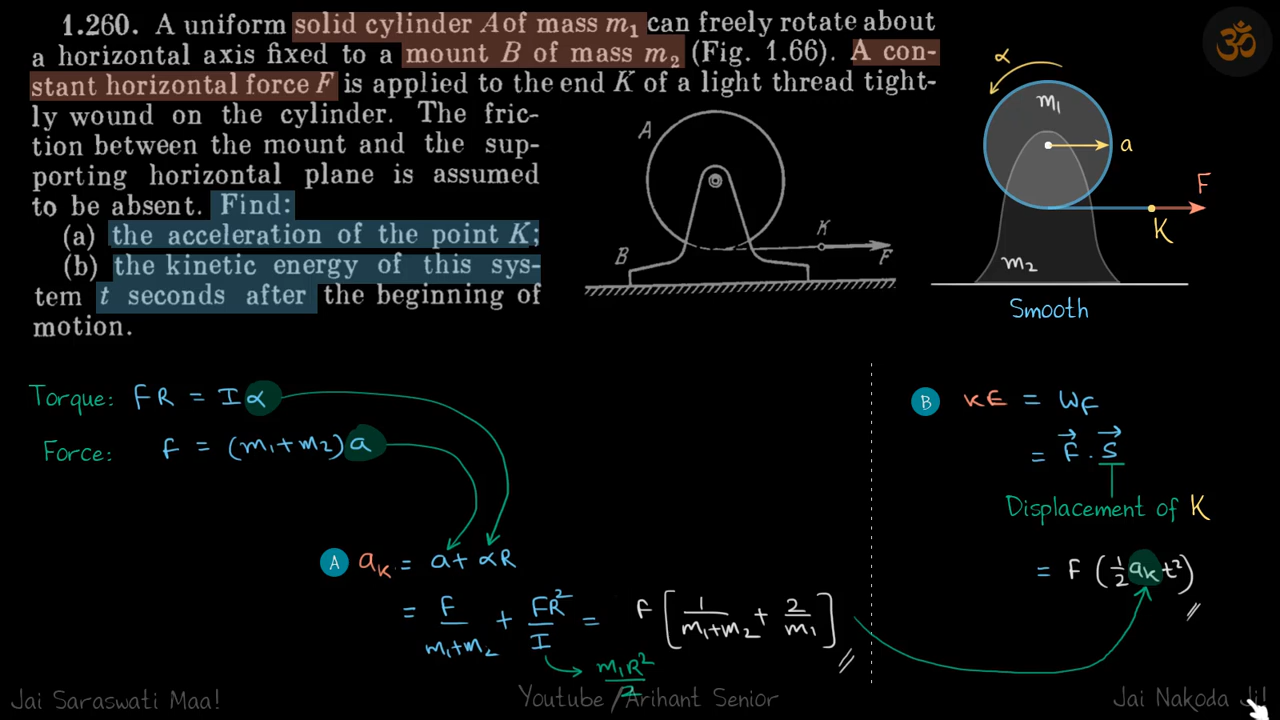 1.260. A uniform solid cylinder A of mass m₁ can freely rotate about
a horizontal axis fixed to a mount B of mass m₂ (Fig. 1.66). A con-
stant horizontal force F is applied to the end K of a light thread tight-
ly wound on the cylinder. The fric-
tion between the mount and the sup-
porting horizontal plane is assumed
to be absent. Find:
(a) the acceleration of the point K;
(b) the kinetic energy of this sys-
tem t seconds after the beginning of
motion.
A
B
K
F
ॐ
α
m₁
a
F
K
m₂
Smooth
Torque: FR = Iα
Force: F = (m₁+m₂)a
A aₖ = a + αR
= F/(m₁+m₂) + FR²/I = F[1/(m₁+m₂) + 2/m₁]
m₁R²/2
B KE = W_F
= F⃗ · S⃗
Displacement of K
= F (½ aₖ t²)
Jai Saraswati Maa!
Youtube / Arihant Senior
Jai Nakoda Ji!